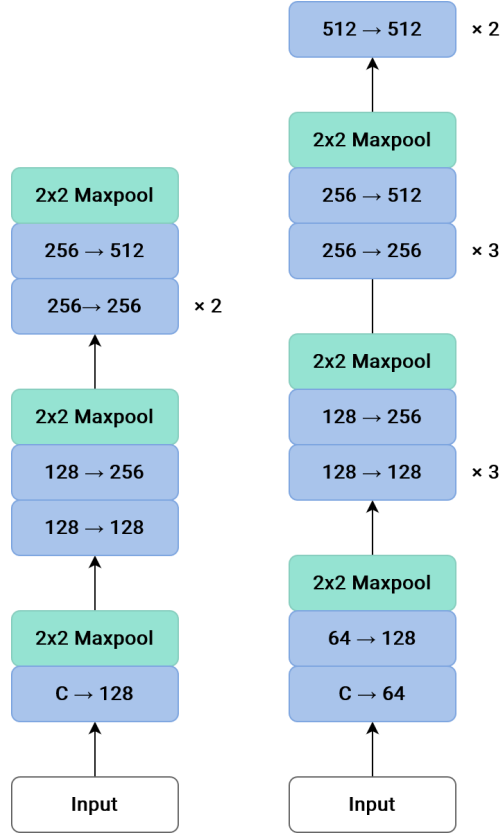 2x2 Maxpool
256 → 512
256→ 256 × 2
2x2 Maxpool
128 → 256
128 → 128
2x2 Maxpool
C → 128
Input
512 → 512 × 2
2x2 Maxpool
256 → 512
256 → 256 × 3
2x2 Maxpool
128 → 256
128 → 128 × 3
2x2 Maxpool
64 → 128
C → 64
Input